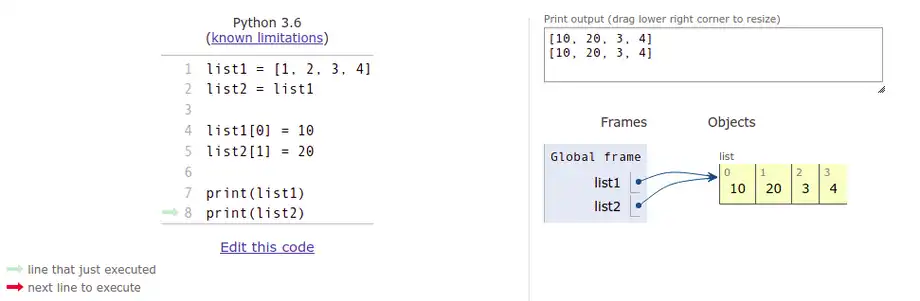 Python 3.6
(known limitations)
1 list1 = [1, 2, 3, 4]
2 list2 = list1
3
4 list1[0] = 10
5 list2[1] = 20
6
7 print(list1)
8 print(list2)
Edit this code
line that just executed
next line to execute
Print output (drag lower right corner to resize)
[10, 20, 3, 4]
[10, 20, 3, 4]
Frames Objects
Global frame
list1
list2
list
0 1 2 3
10 20 3 4